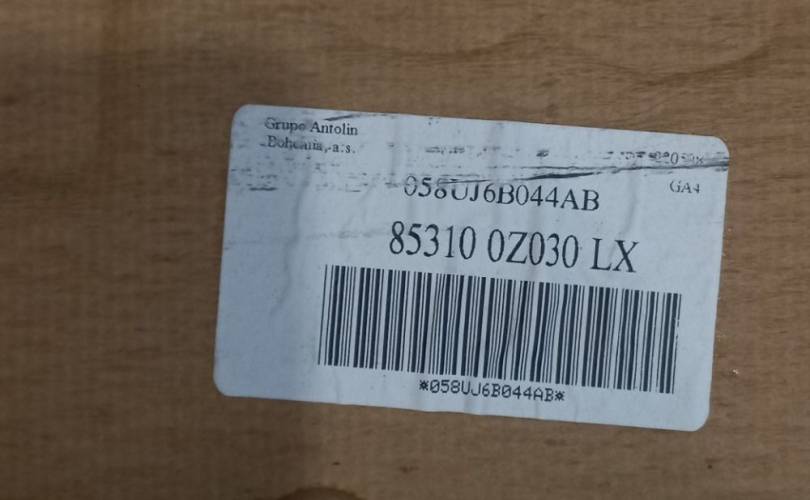 Grupo Antolin
Bohemia, a.s.
GA4
058UJ6B044AB
85310 0Z030 LX
*058UJ6B044AB*